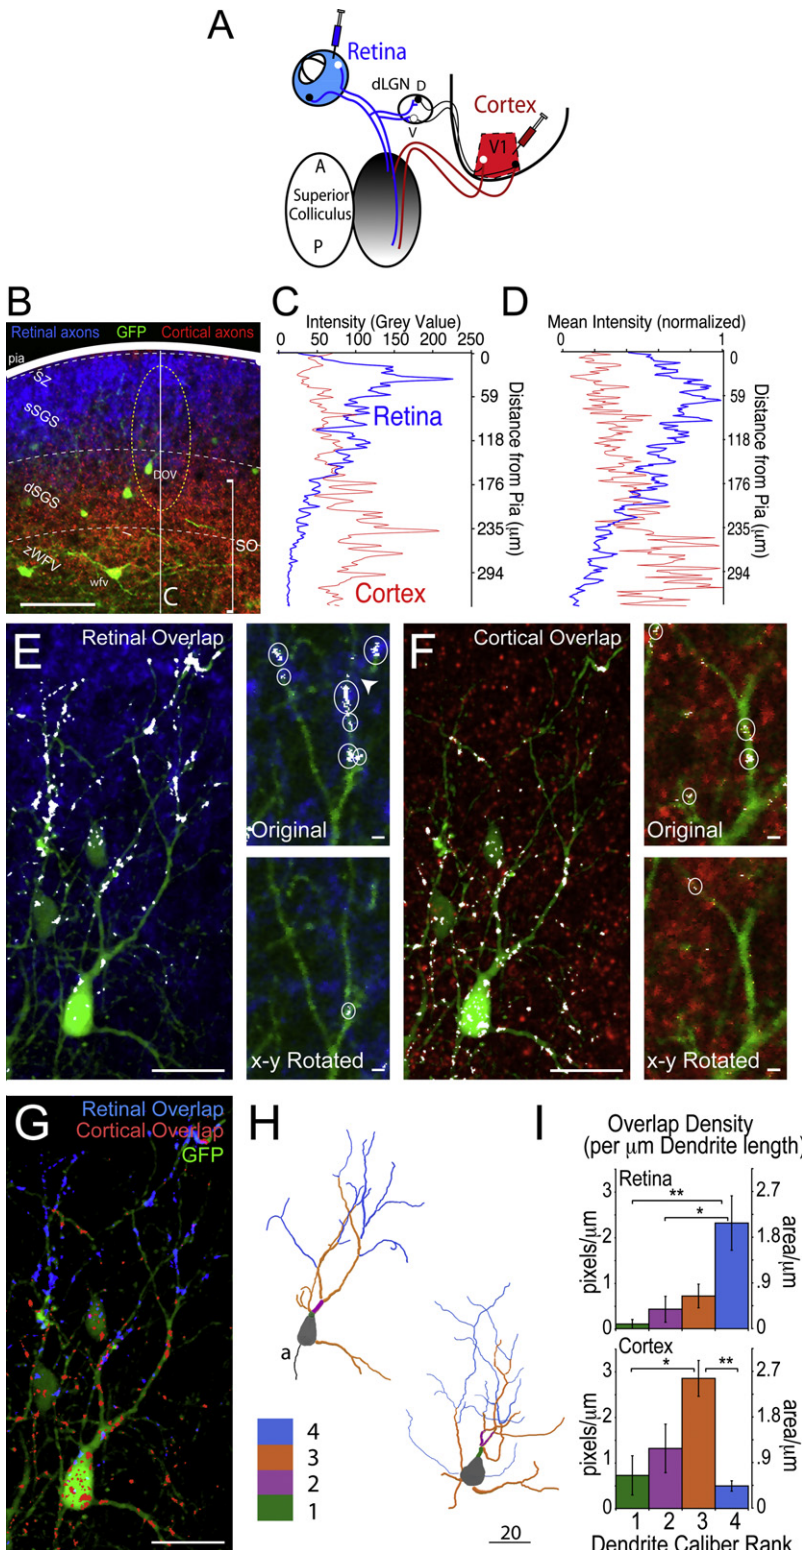 A
Retina
dLGN
D
V
Cortex
V1
A
Superior
Colliculus
P
B
Retinal axons
GFP
Cortical axons
pia
SZ
sSGS
DOV
dSGS
SO
zWFV
wfv
C
C
Intensity (Grey Value)
0 50 100 150 200 250
0
59
118
176
235
294
Distance from Pia (μm)
Retina
Cortex
D
Mean Intensity (normalized)
0 1
0
59
118
176
235
294
Distance from Pia (μm)
E
Retinal Overlap
Original
x-y Rotated
F
Cortical Overlap
Original
x-y Rotated
G
Retinal Overlap
Cortical Overlap
GFP
H
a
4
3
2
1
20
I
Overlap Density
(per μm Dendrite length)
Retina
**
*
3
2
1
0
pixels/μm
2.7
1.8
.9
0
area/μm
Cortex
*
**
3
2
1
0
pixels/μm
2.7
1.8
.9
0
area/μm
1 2 3 4
Dendrite Caliber Rank